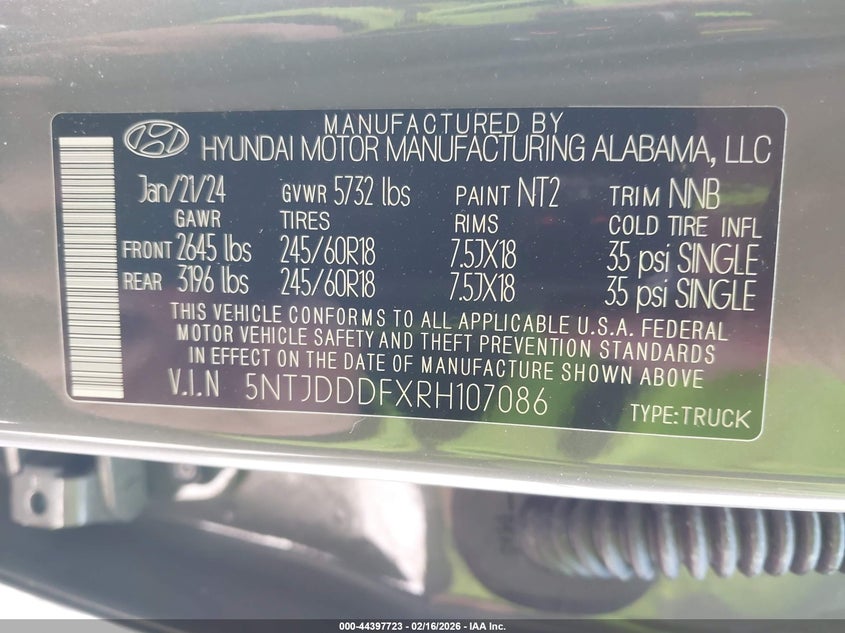 MANUFACTURED BY
HYUNDAI MOTOR MANUFACTURING ALABAMA, LLC
Jan/21/24 GVWR 5732 lbs PAINT NT2 TRIM NNB
GAWR TIRES RIMS COLD TIRE INFL
FRONT 2645 lbs 245/60R18 7.5JX18 35 psi SINGLE
REAR 3196 lbs 245/60R18 7.5JX18 35 psi SINGLE
THIS VEHICLE CONFORMS TO ALL APPLICABLE U.S.A. FEDERAL
MOTOR VEHICLE SAFETY AND THEFT PREVENTION STANDARDS
IN EFFECT ON THE DATE OF MANUFACTURE SHOWN ABOVE
V.I.N 5NTJDDDFXRH107086
TYPE:TRUCK
000-44397723 - 02/16/2026 - IAA Inc.